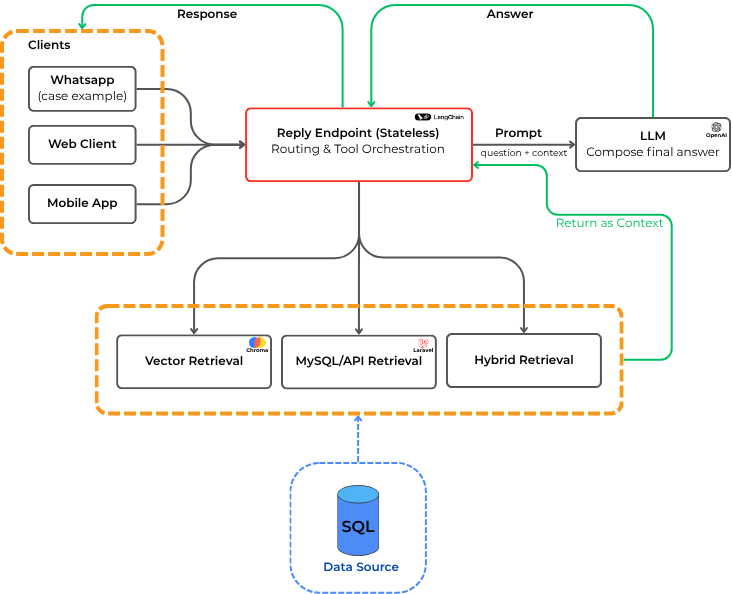 Response
Answer
Clients
Whatsapp
(case example)
Web Client
Mobile App
LangChain
Reply Endpoint (Stateless)
Routing & Tool Orchestration
Prompt
question + context
OpenAI
LLM
Compose final answer
Return as Context
Chroma
Vector Retrieval
Laravel
MySQL/API Retrieval
Hybrid Retrieval
SQL
Data Source